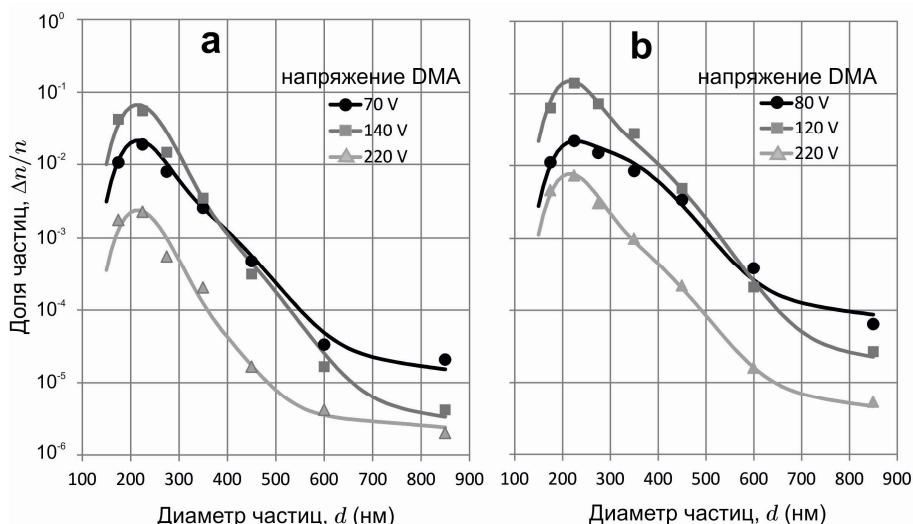 a
b
напряжение DMA
70 V
140 V
220 V
напряжение DMA
80 V
120 V
220 V
Доля частиц, Δn/n
10⁰
10⁻¹
10⁻²
10⁻³
10⁻⁴
10⁻⁵
10⁻⁶
100 200 300 400 500 600 700 800 900
100 200 300 400 500 600 700 800 900
Диаметр частиц, d (нм)
Диаметр частиц, d (нм)